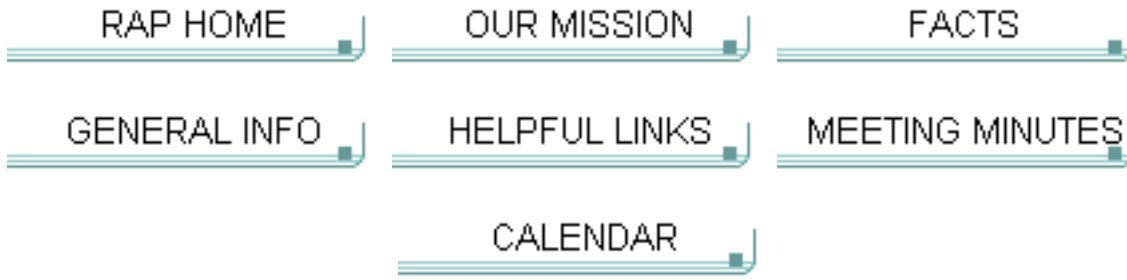 RAP HOME
OUR MISSION
FACTS
GENERAL INFO
HELPFUL LINKS
MEETING MINUTES
CALENDAR